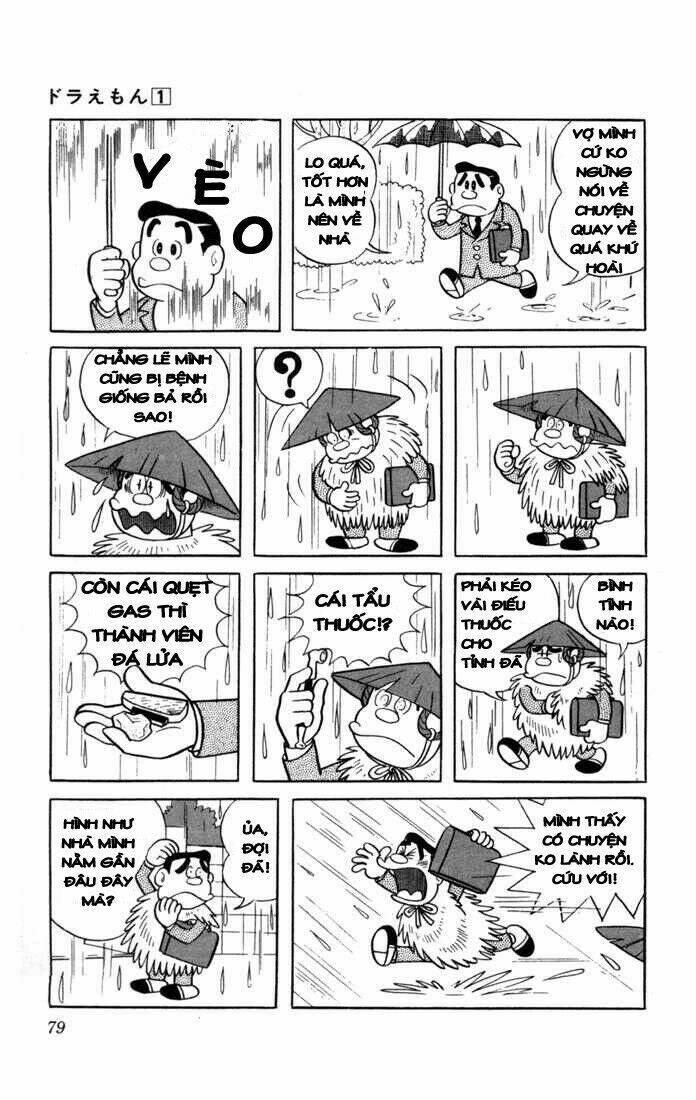 ドラえもん1
VỢ MÌNH
CỨ KO
NGỪNG
NÓI VỀ
CHUYỆN
QUAY VỀ
QUÁ KHỨ
HOÀI
LO QUÁ,
TỐT HƠN
LÀ MÌNH
NÊN VỀ
NHÀ
VÈO
?
CHẲNG LẼ MÌNH
CŨNG BỊ BỆNH
GIỐNG BẢ RỒI
SAO!
BÌNH
TĨNH
NÀO!
PHẢI KÉO
VÀI ĐIẾU
THUỐC
CHO
TỈNH ĐÃ
CÁI TẨU
THUỐC!?
CÒN CÁI QUẸT
GAS THÌ
THÀNH VIÊN
ĐÁ LỬA
MÌNH THẤY
CÓ CHUYỆN
KO LÀNH RỒI.
CỨU VỚI!
ỦA,
ĐỢI
ĐÃ!
HÌNH NHƯ
NHÀ MÌNH
NẰM GẦN
ĐÂU ĐÂY
MÀ?
79